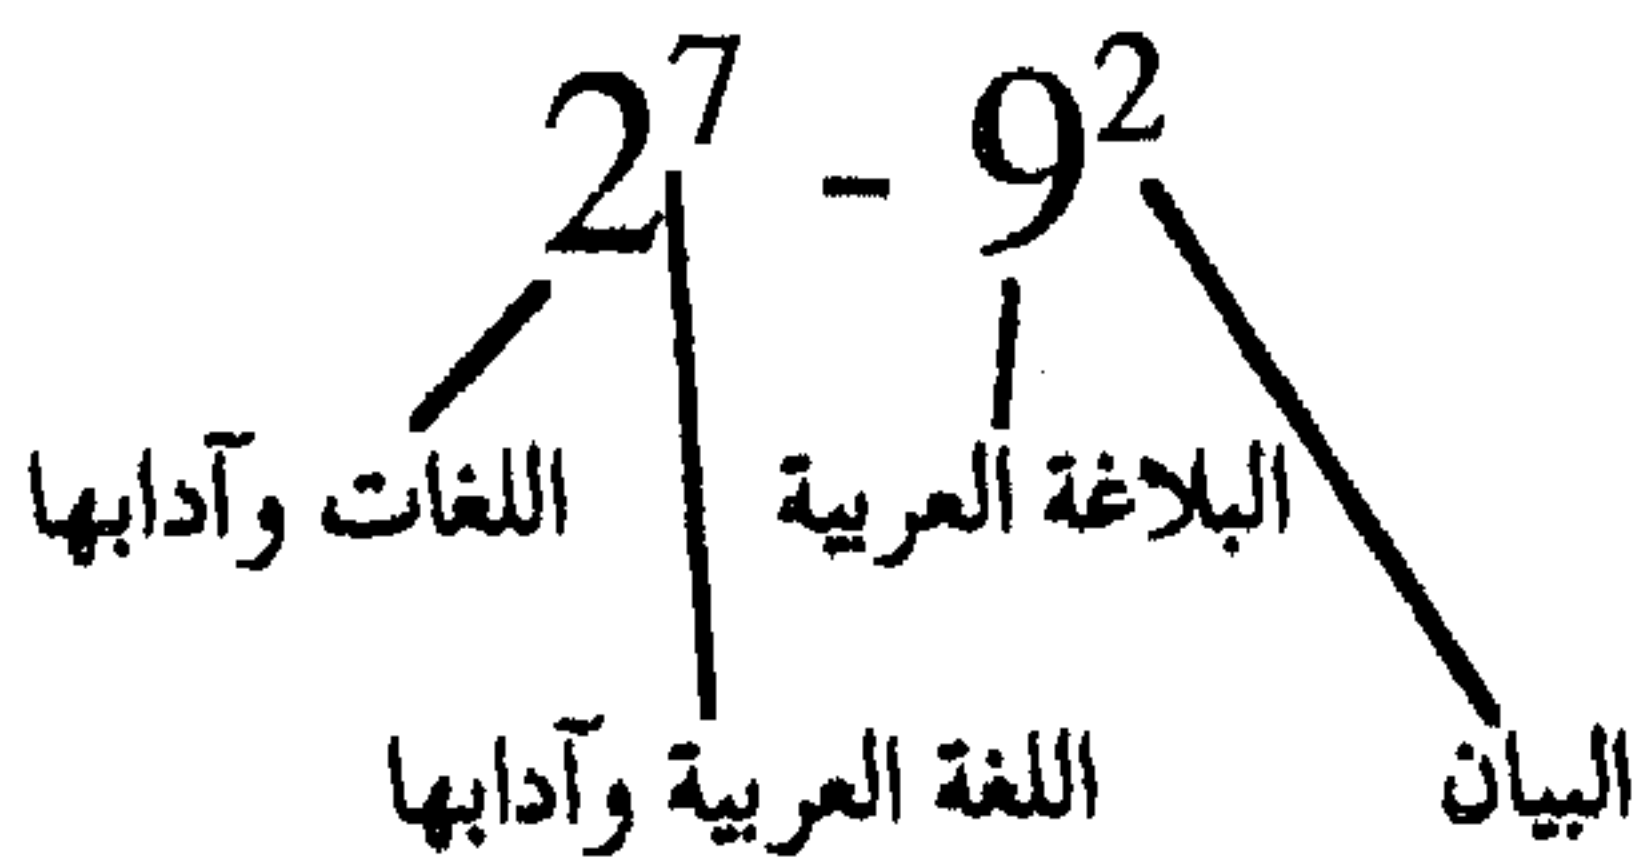 2⁷ - 9²
البلاغة العربية اللغات وآدابها
البيان اللغة العربية وآدابها